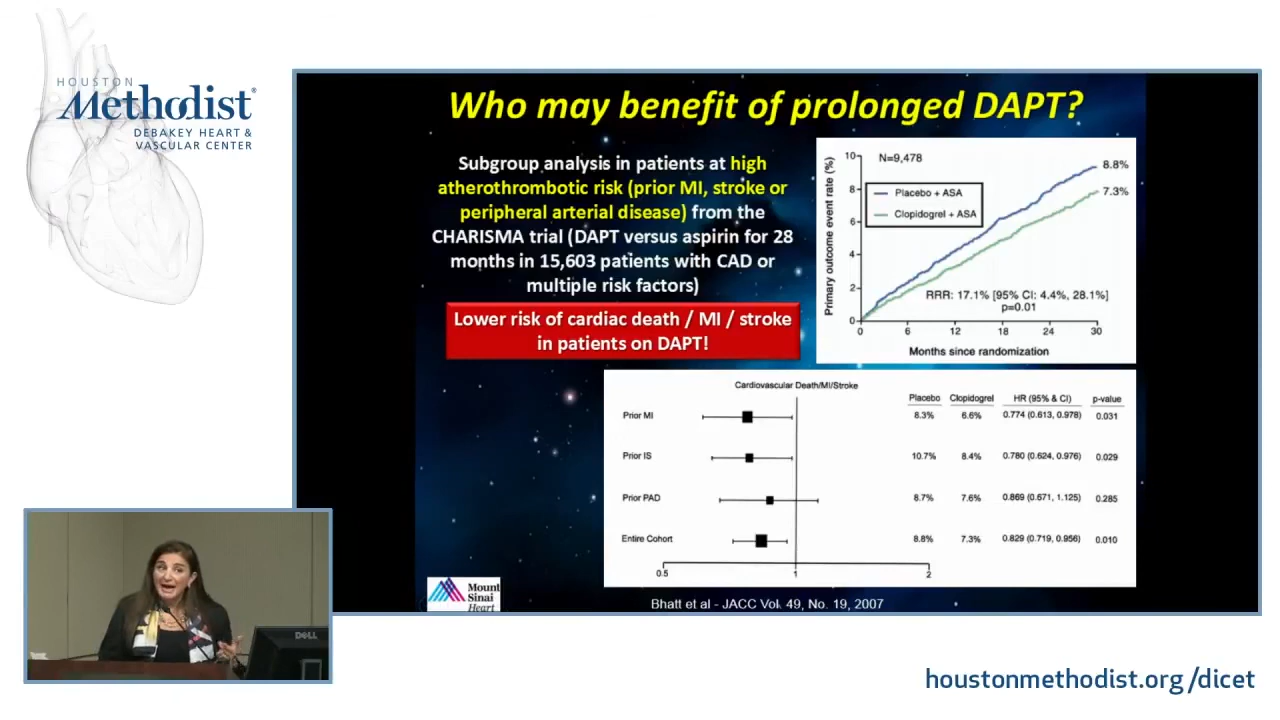 HOUSTON
Methodist®
DEBAKEY HEART &
VASCULAR CENTER
Who may benefit of prolonged DAPT?
Subgroup analysis in patients at high
atherothrombotic risk (prior MI, stroke or
peripheral arterial disease) from the
CHARISMA trial (DAPT versus aspirin for 28
months in 15,603 patients with CAD or
multiple risk factors)
Lower risk of cardiac death / MI / stroke
in patients on DAPT!
Primary outcome event rate (%)
10
8
6
4
2
0
N=9,478
Placebo + ASA
Clopidogrel + ASA
8.8%
7.3%
RRR: 17.1% [95% CI: 4.4%, 28.1%]
p=0.01
0 6 12 18 24 30
Months since randomization
Cardiovascular Death/MI/Stroke
Placebo Clopidogrel HR (95% & CI) p-value
Prior MI 8.3% 6.6% 0.774 (0.613, 0.978) 0.031
Prior IS 10.7% 8.4% 0.780 (0.624, 0.976) 0.029
Prior PAD 8.7% 7.6% 0.869 (0.671, 1.125) 0.285
Entire Cohort 8.8% 7.3% 0.829 (0.719, 0.956) 0.010
0.5 1 2
Mount
Sinai
Heart
Bhatt et al - JACC Vol. 49, No. 19, 2007
DELL
houstonmethodist.org/dicet